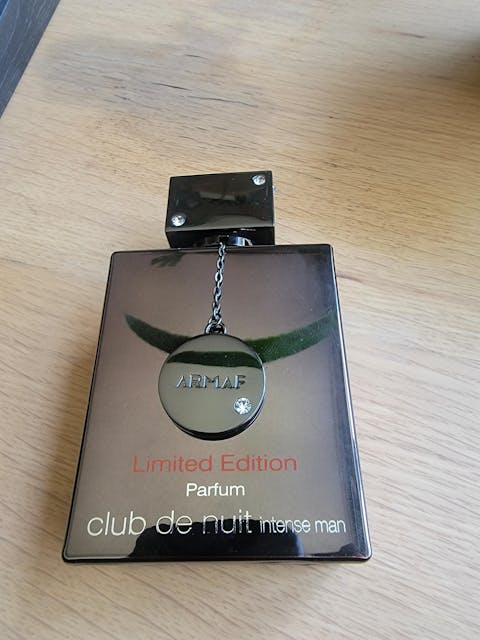 ARMAF
Limited Edition
Parfum
club de nuit intense man